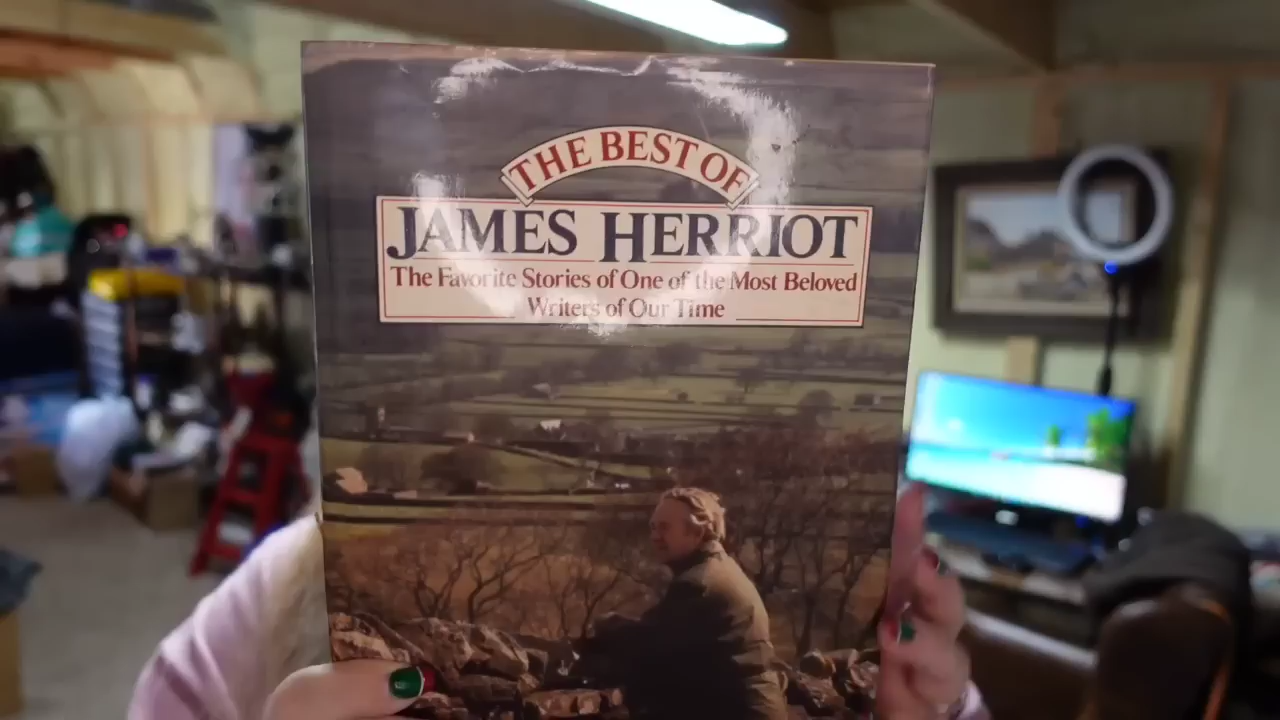 THE BEST OF
JAMES HERRIOT
The Favorite Stories of One of the Most Beloved
Writers of Our Time